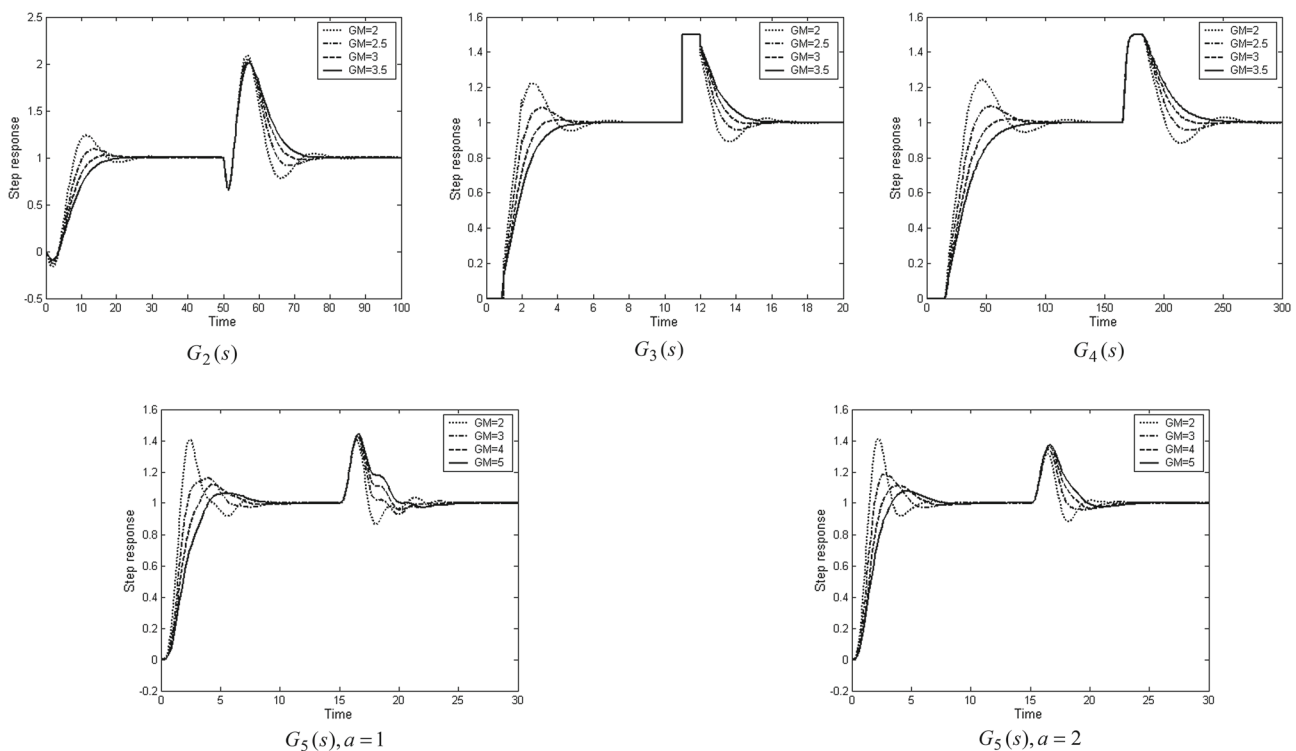 2.5
2
1.5
1
0.5
0
-0.5
Step response
GM=2
GM=2.5
GM=3
GM=3.5
0 10 20 30 40 50 60 70 80 90 100
Time
G2(s)
1.6
1.4
1.2
1
0.8
0.6
0.4
0.2
0
Step response
GM=2
GM=2.5
GM=3
GM=3.5
0 2 4 6 8 10 12 14 16 18 20
Time
G3(s)
1.6
1.4
1.2
1
0.8
0.6
0.4
0.2
0
Step response
GM=2
GM=2.5
GM=3
GM=3.5
0 50 103 150 200 250 300
Time
G4(s)
1.6
1.4
1.2
1
0.8
0.6
0.4
0.2
0
-0.2
Step response
GM=2
GM=3
GM=4
GM=5
0 5 10 15 20 25 30
Time
G5(s), a = 1
1.6
1.4
1.2
1
0.8
0.6
0.4
0.2
0
-0.2
Step response
GM=2
GM=3
GM=4
GM=5
0 5 10 15 20 25 30
Time
G5(s), a = 2